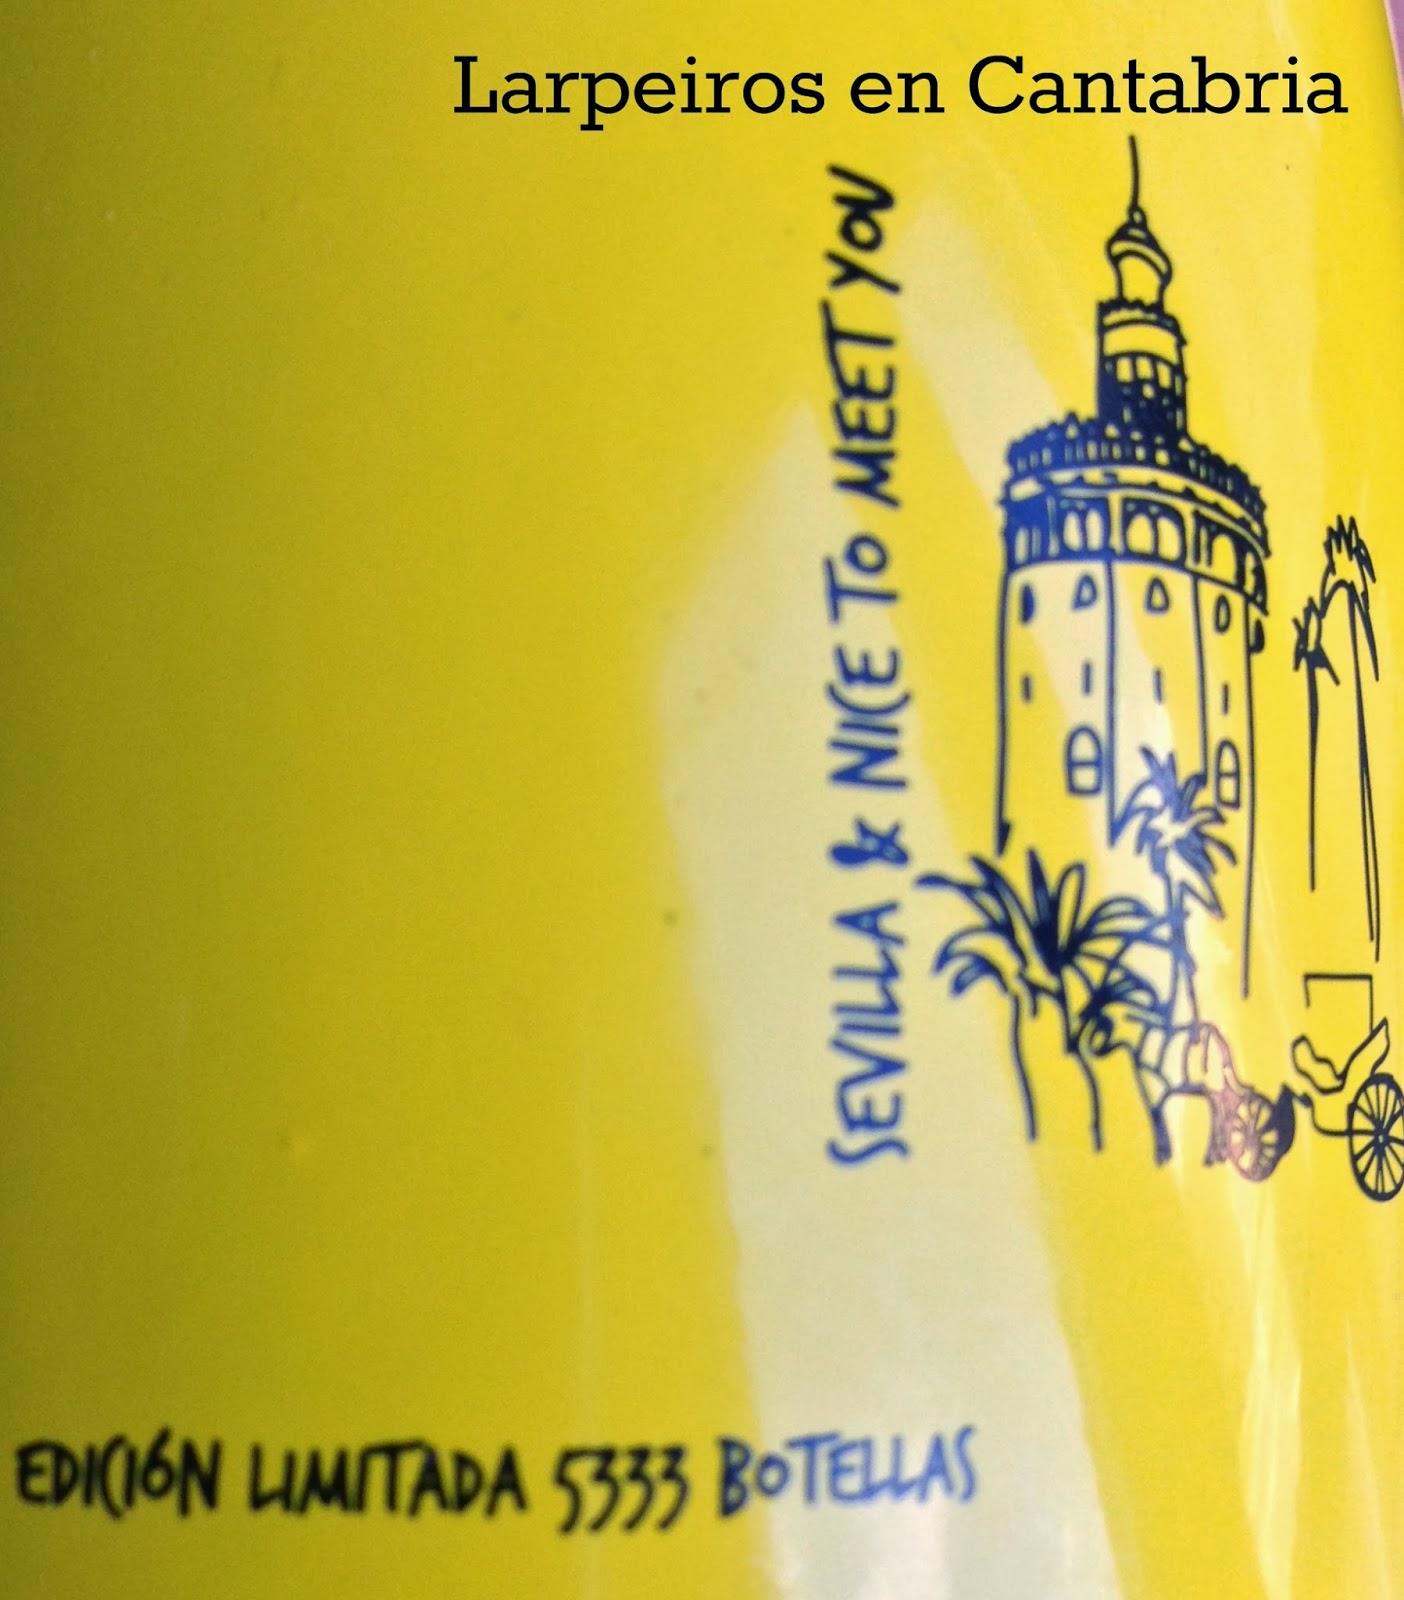 Larpeiros en Cantabria
SEVILLA & NICE TO MEET YOU
EDICIÓN LIMITADA 5333 BOTELLAS